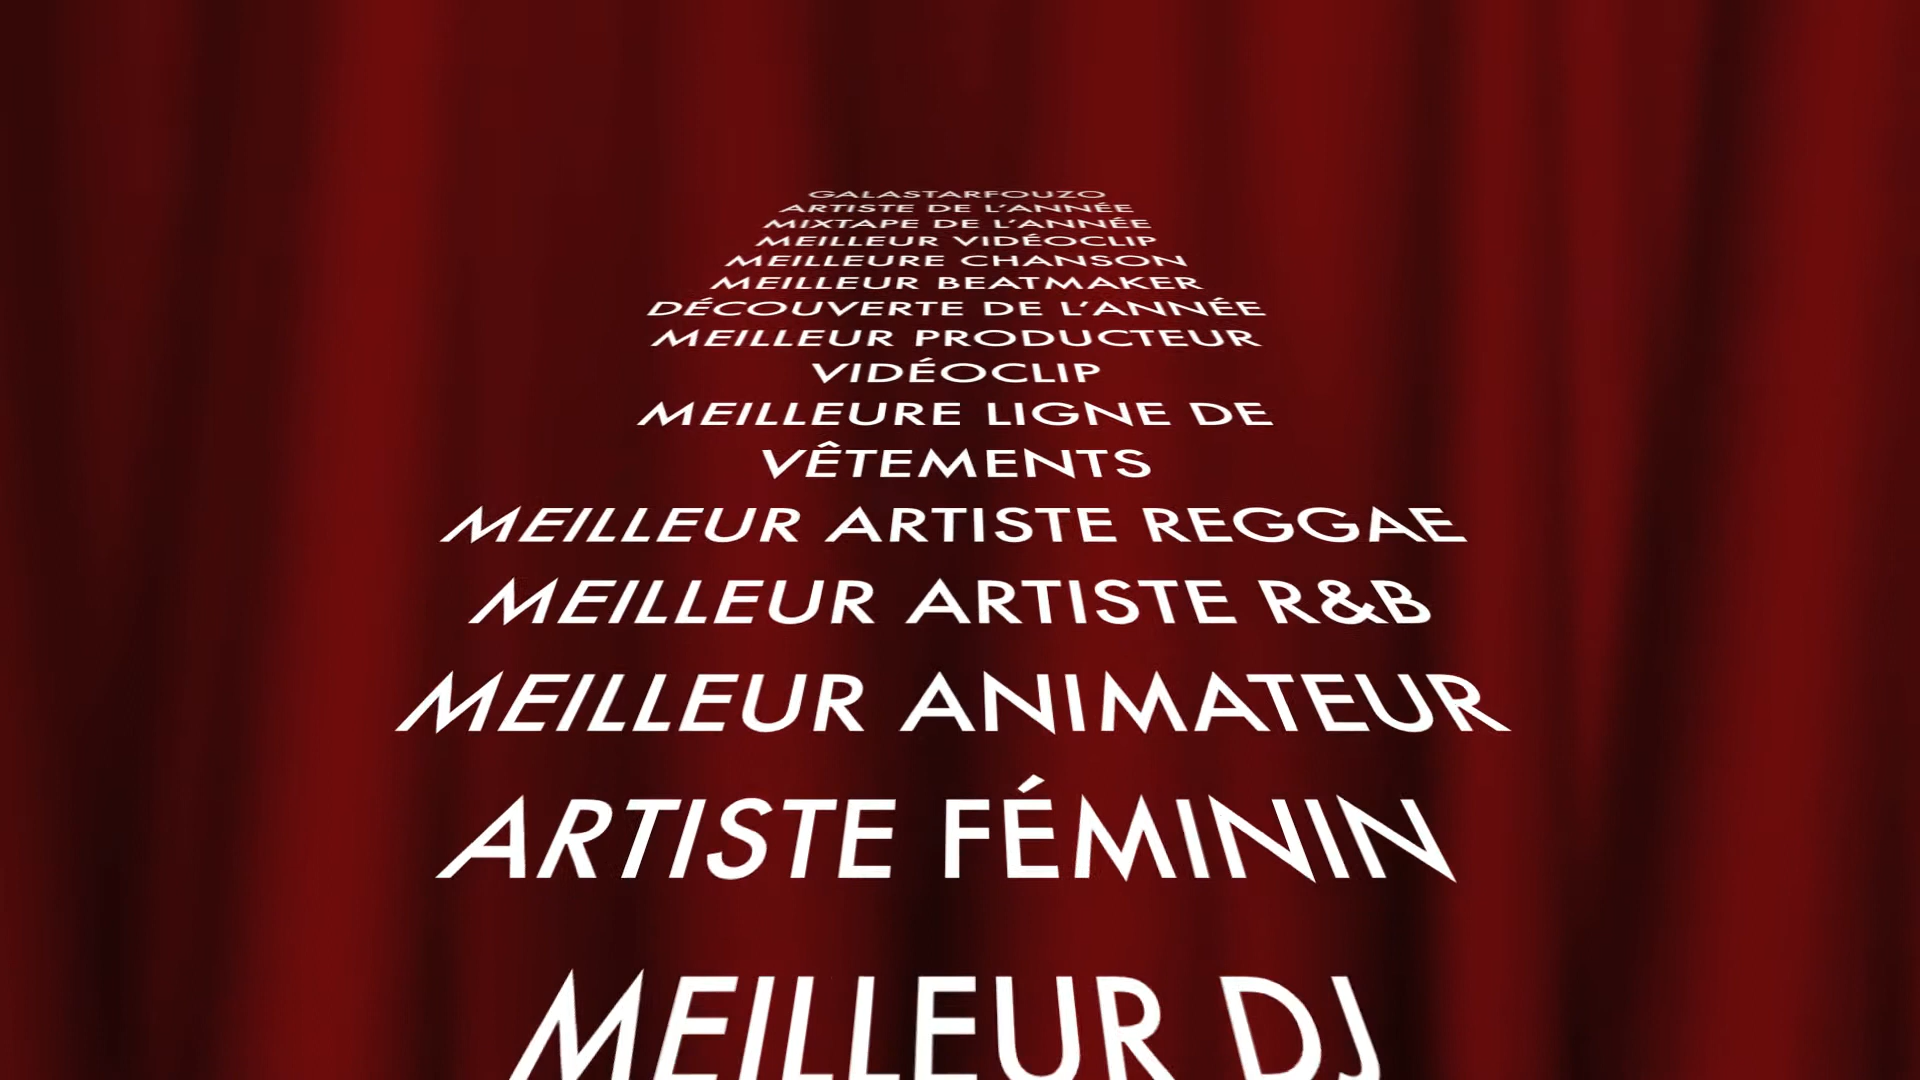 GALASTARFOUZO
ARTISTE DE L'ANNÉE
MIXTAPE DE L'ANNÉE
MEILLEUR VIDÉOCLIP
MEILLEURE CHANSON
MEILLEUR BEATMAKER
DÉCOUVERTE DE L'ANNÉE
MEILLEUR PRODUCTEUR
VIDÉOCLIP
MEILLEURE LIGNE DE
VÊTEMENTS
MEILLEUR ARTISTE REGGAE
MEILLEUR ARTISTE R&B
MEILLEUR ANIMATEUR
ARTISTE FÉMININ
MEILLEUR DJ